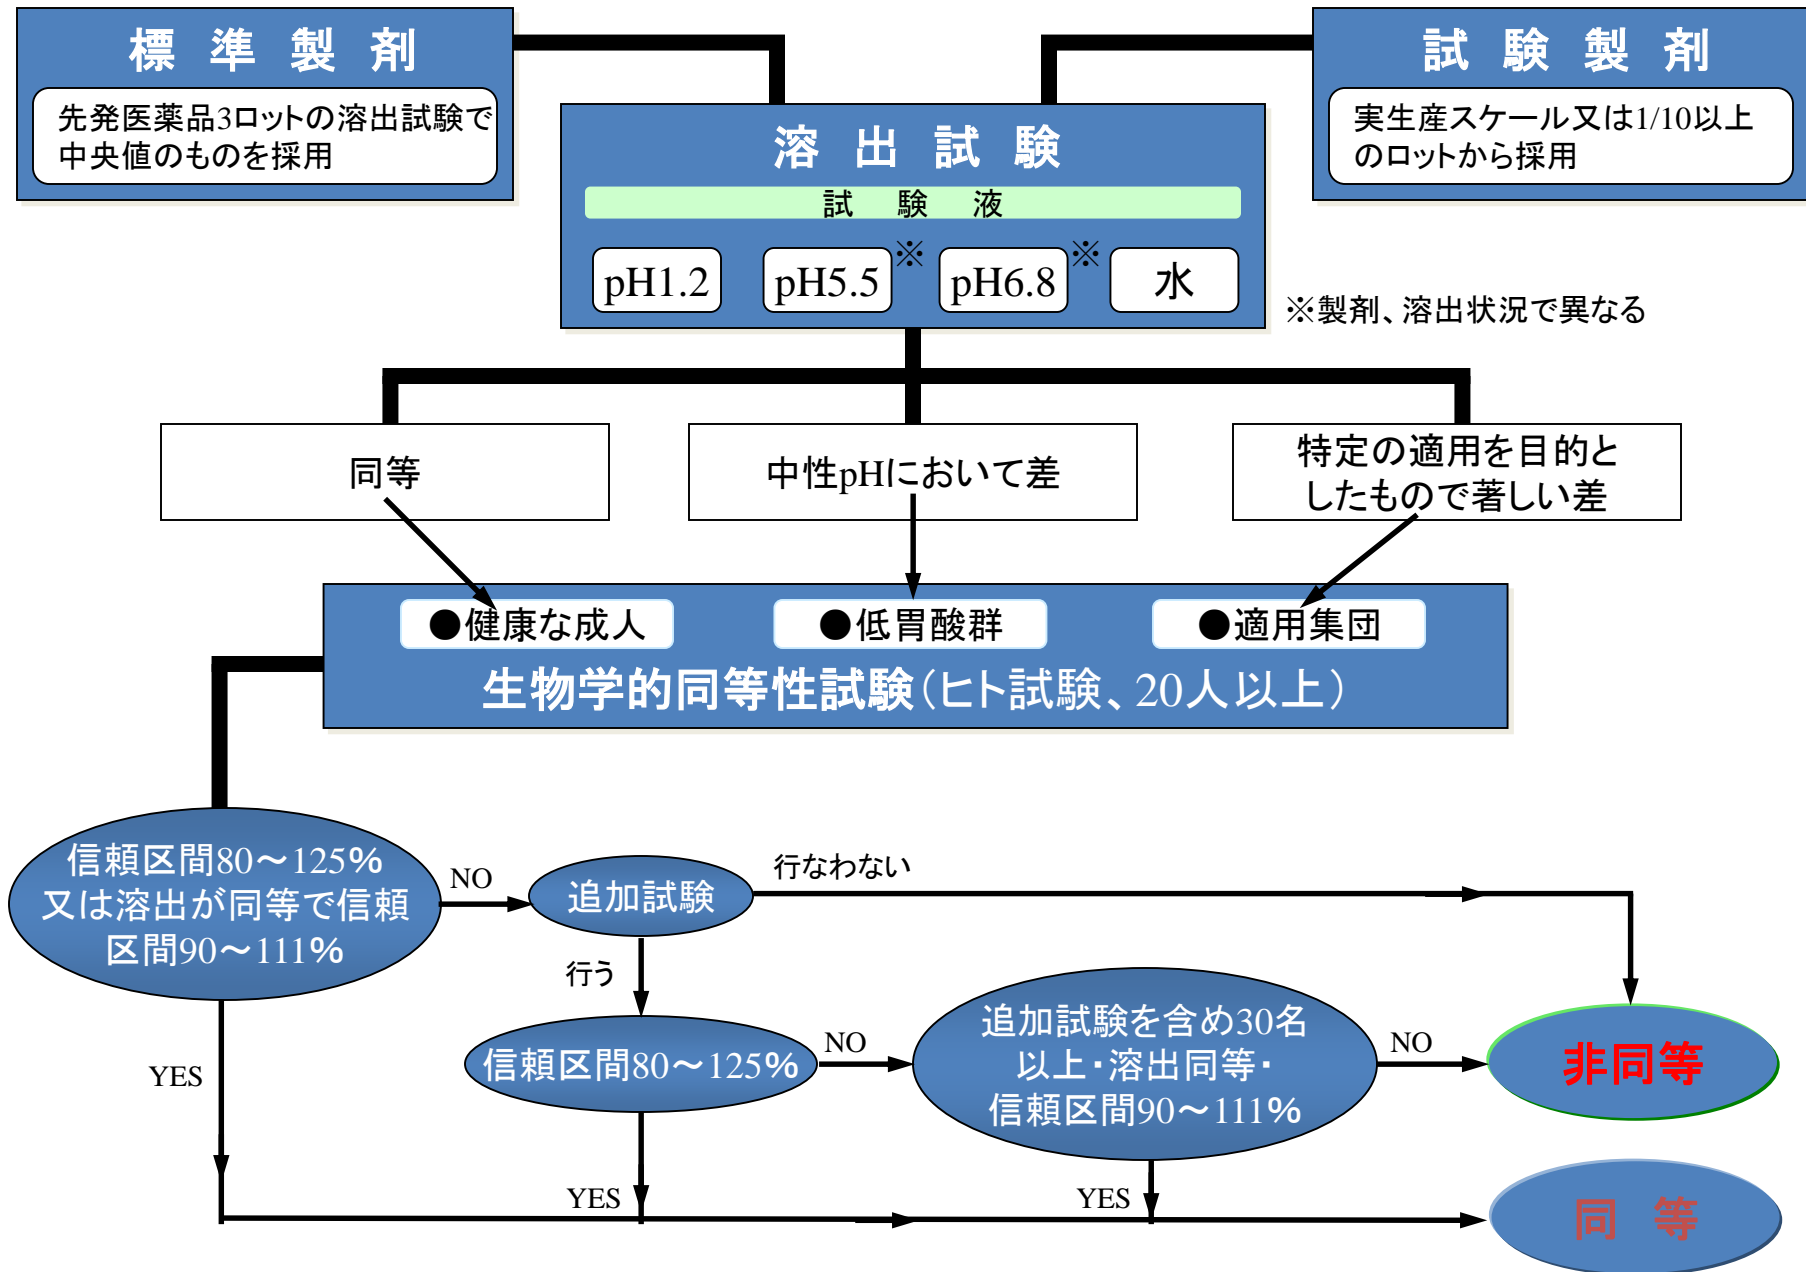 標準製剤
先発医薬品3ロットの溶出試験で
中央値のものを採用
試験製剤
実生産スケール又は1/10以上
のロットから採用
溶出試験
試験液
pH1.2
pH5.5
※
pH6.8
※
水
※製剤、溶出状況で異なる
同等
中性pHにおいて差
特定の適用を目的と
したもので著しい差
●健康な成人
●低胃酸群
●適用集団
生物学的同等性試験（ヒト試験、20人以上）
信頼区間80～125%
又は溶出が同等で信頼
区間90～111%
NO
追加試験
行なわない
行う
YES
信頼区間80～125%
NO
追加試験を含め30名
以上・溶出同等・
信頼区間90～111%
NO
非同等
YES
YES
同等